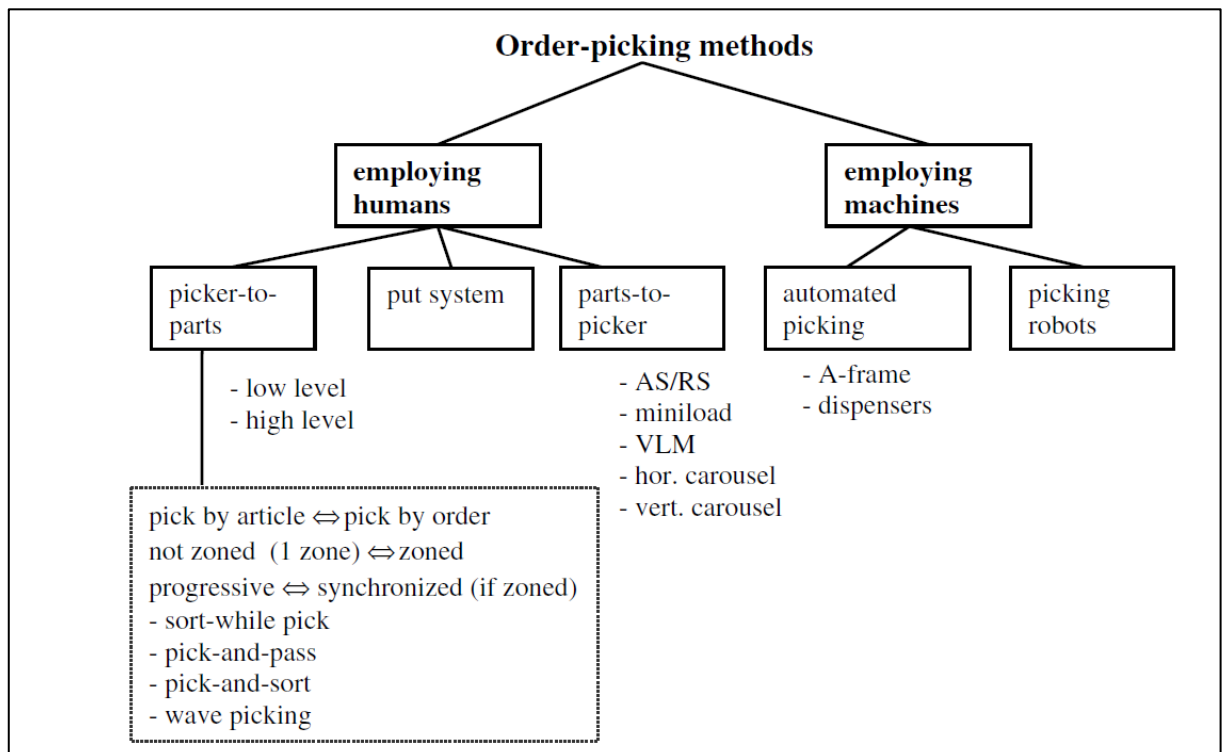 Order-picking methods
employing
humans
employing
machines
picker-to-
parts
put system
parts-to-
picker
automated
picking
picking
robots
- low level
- high level
- AS/RS
- miniload
- VLM
- hor. carousel
- vert. carousel
- A-frame
- dispensers
pick by article ⇔ pick by order
not zoned (1 zone) ⇔ zoned
progressive ⇔ synchronized (if zoned)
- sort-while pick
- pick-and-pass
- pick-and-sort
- wave picking